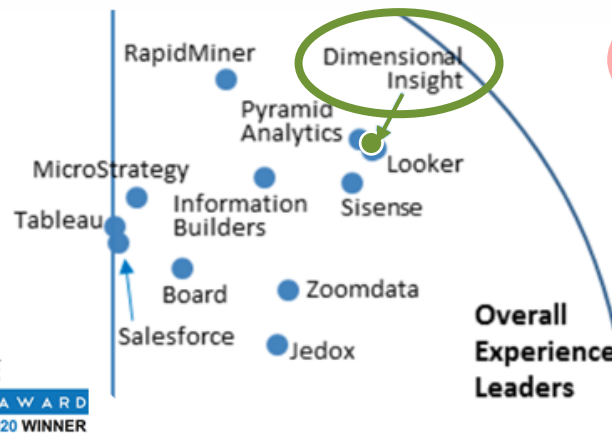 RapidMiner
Dimensional
Insight
Pyramid
Analytics
Looker
MicroStrategy
Information
Builders
Sisense
Tableau
Board
Zoomdata
Salesforce
Jedox
Overall
Experience
Leaders
AWARD
20 WINNER